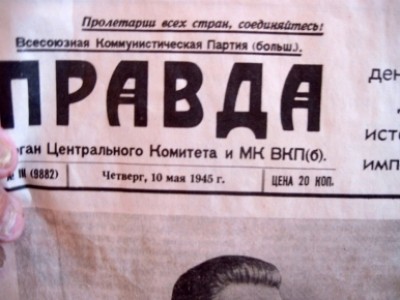 Пролетарии всех стран, соединяйтесь!
Всесоюзная Коммунистическая Партия (больш.).
ПРАВДА
Центрального Комитета и МК ВКП(б).
(9882) Четверг, 10 мая 1945 г. ЦЕНА 20 КОП.